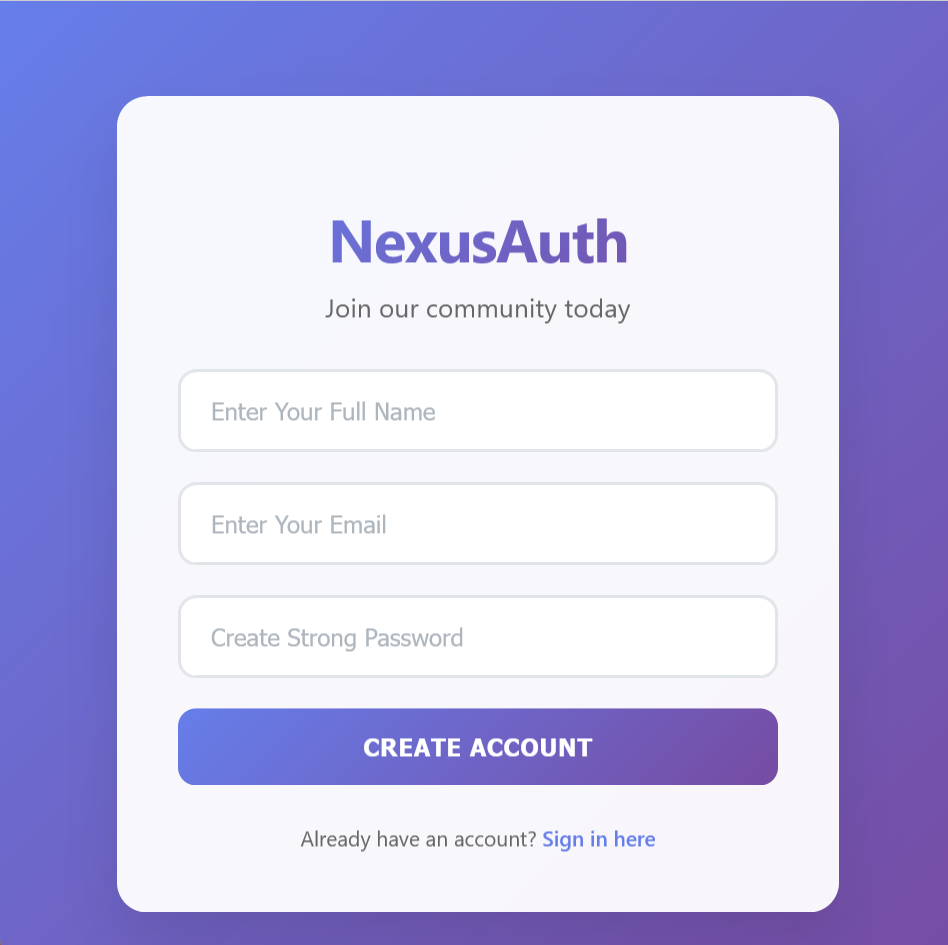 NexusAuth
Join our community today
Enter Your Full Name
Enter Your Email
Create Strong Password
CREATE ACCOUNT
Already have an account? Sign in here